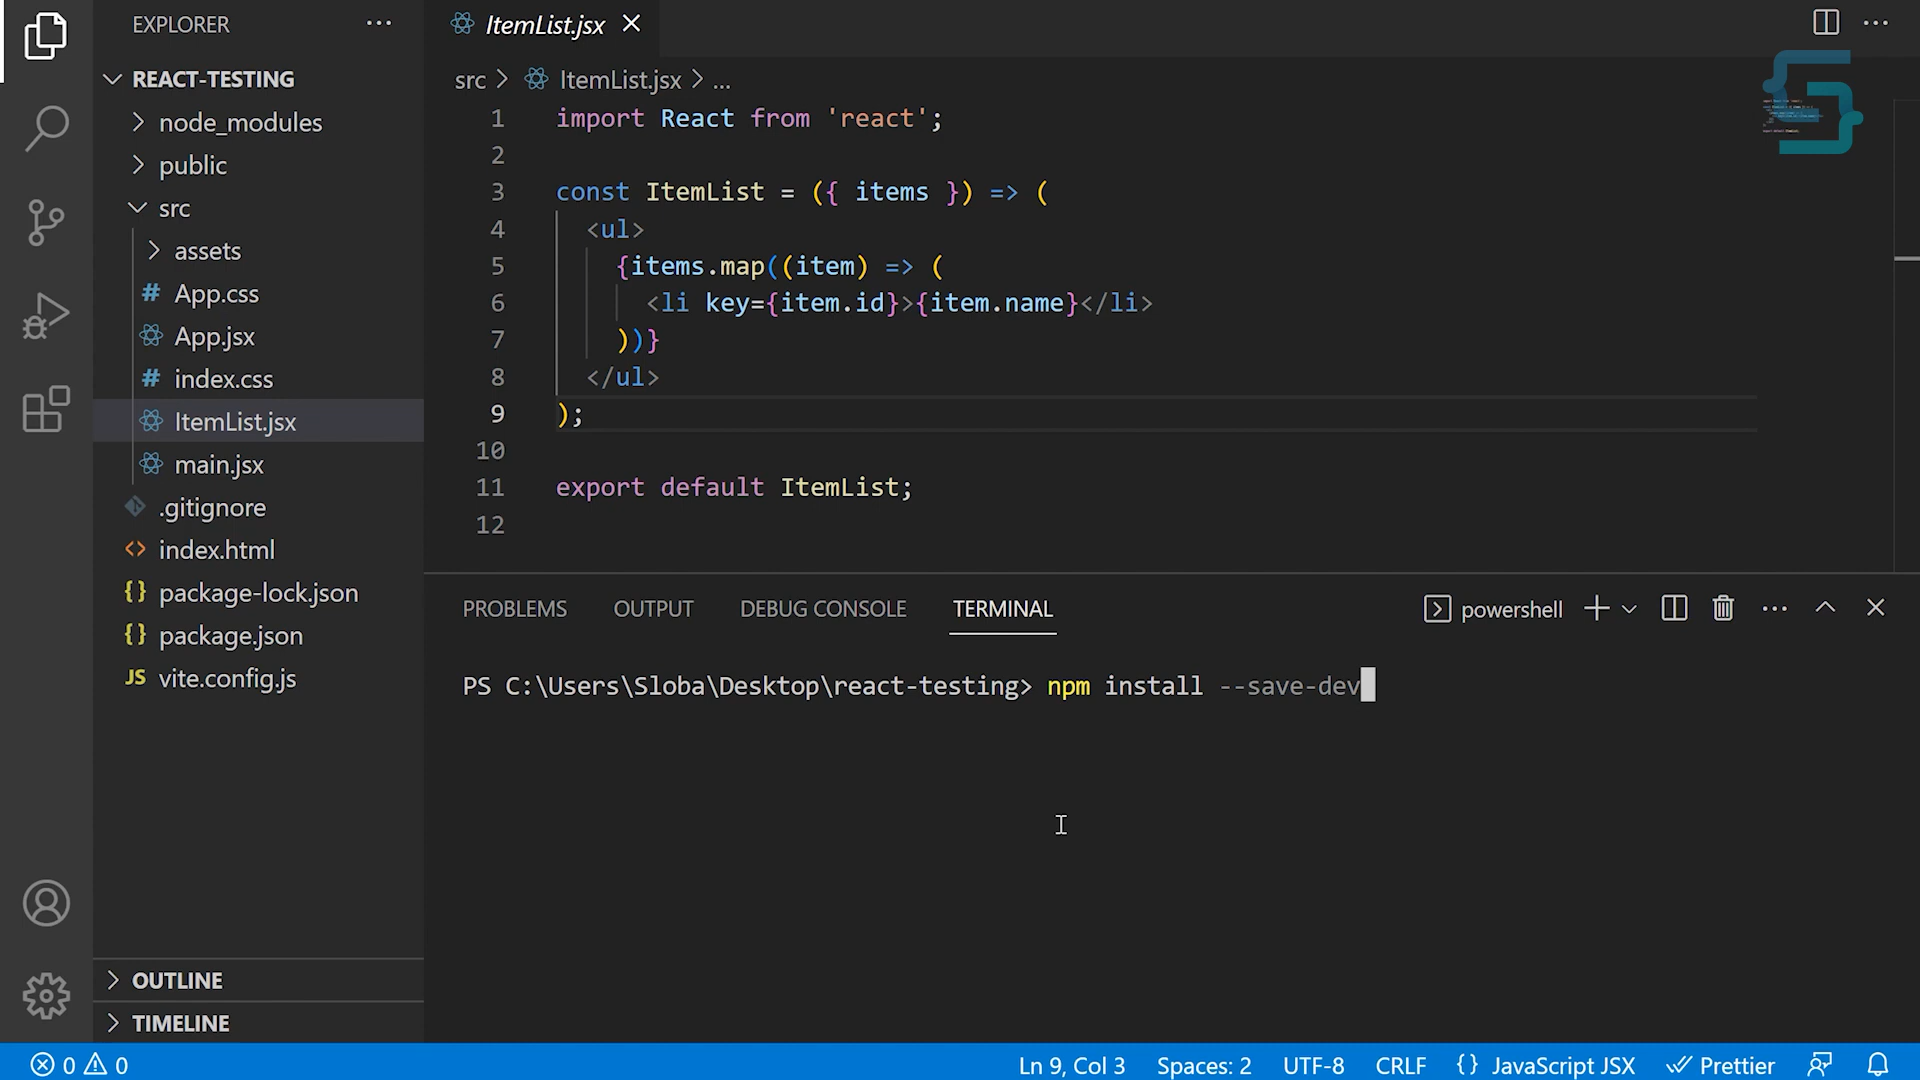 EXPLORER
REACT-TESTING
node_modules
public
src
assets
App.css
App.jsx
index.css
ItemList.jsx
main.jsx
.gitignore
index.html
package-lock.json
package.json
JS vite.config.js
OUTLINE
TIMELINE
ItemList.jsx
src > ItemList.jsx > ...
1 import React from 'react';
2
3 const ItemList = ({ items }) => (
4 <ul>
5 {items.map((item) => (
6 <li key={item.id}>{item.name}</li>
7 ))}
8 </ul>
9 );
10
11 export default ItemList;
12
PROBLEMS OUTPUT DEBUG CONSOLE TERMINAL powershell
PS C:\Users\Sloba\Desktop\react-testing> npm install --save-dev
0 0 Ln 9, Col 3 Spaces: 2 UTF-8 CRLF {} JavaScript JSX Prettier